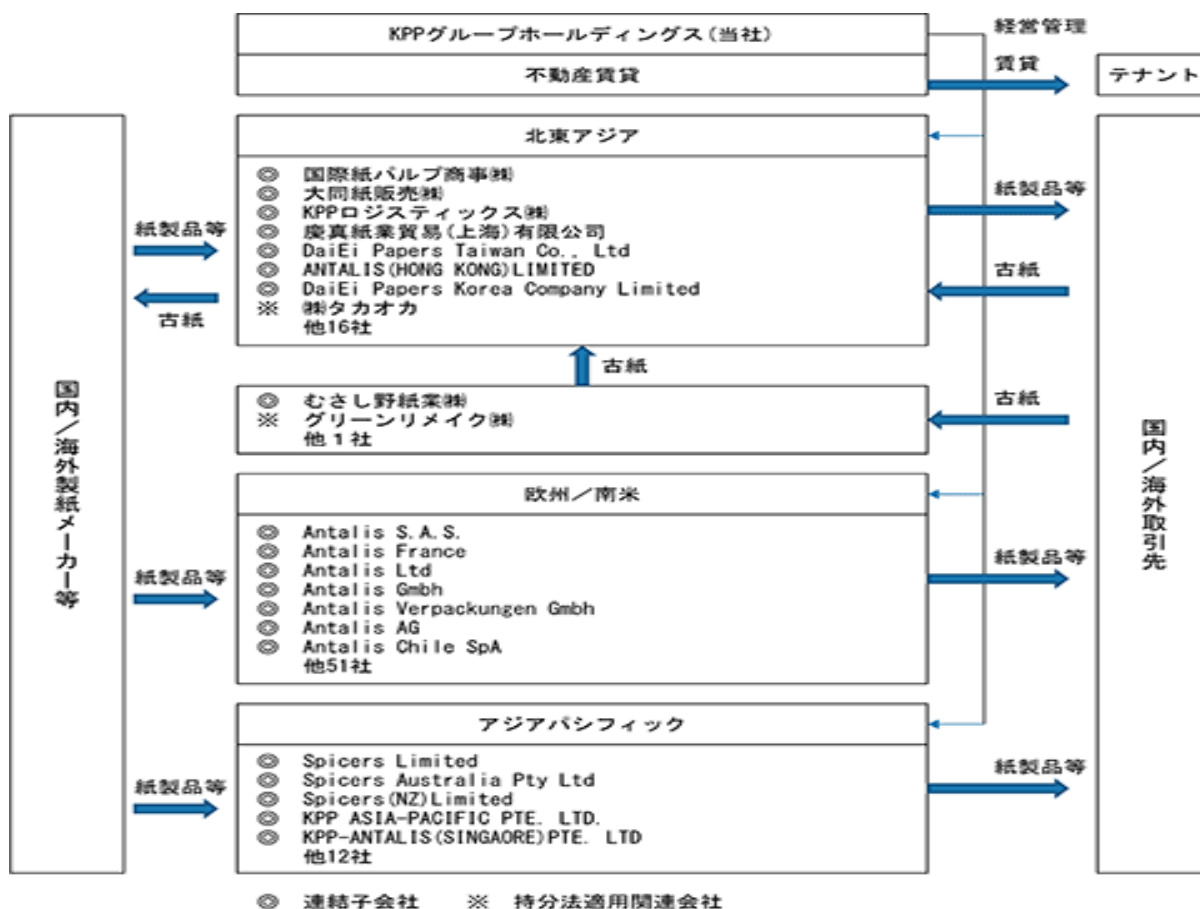 KPPグループホールディングス(当社)
経営管理
不動産賃貸
賃貸
テナント
国内/海外製紙メーカー等
北東アジア
◎ 国際紙パルプ商事㈱
◎ 大同紙販売㈱
◎ KPPロジスティックス㈱
◎ 慶真紙業貿易(上海)有限公司
◎ DaiEi Papers Taiwan Co., Ltd
◎ ANTALIS(HONG KONG)LIMITED
◎ DaiEi Papers Korea Company Limited
※ ㈱タカオカ
他16社
紙製品等
古紙
紙製品等
古紙
古紙
◎ むさし野紙業㈱
※ グリーンリメイク㈱
他１社
古紙
欧州／南米
◎ Antalis S.A.S.
◎ Antalis France
◎ Antalis Ltd
◎ Antalis Gmbh
◎ Antalis Verpackungen Gmbh
◎ Antalis AG
◎ Antalis Chile SpA
他51社
紙製品等
紙製品等
アジアパシフィック
◎ Spicers Limited
◎ Spicers Australia Pty Ltd
◎ Spicers(NZ)Limited
◎ KPP ASIA-PACIFIC PTE. LTD.
◎ KPP-ANTALIS(SINGAORE)PTE. LTD
他12社
紙製品等
紙製品等
国内/海外取引先
◎ 連結子会社 ※ 持分法適用関連会社